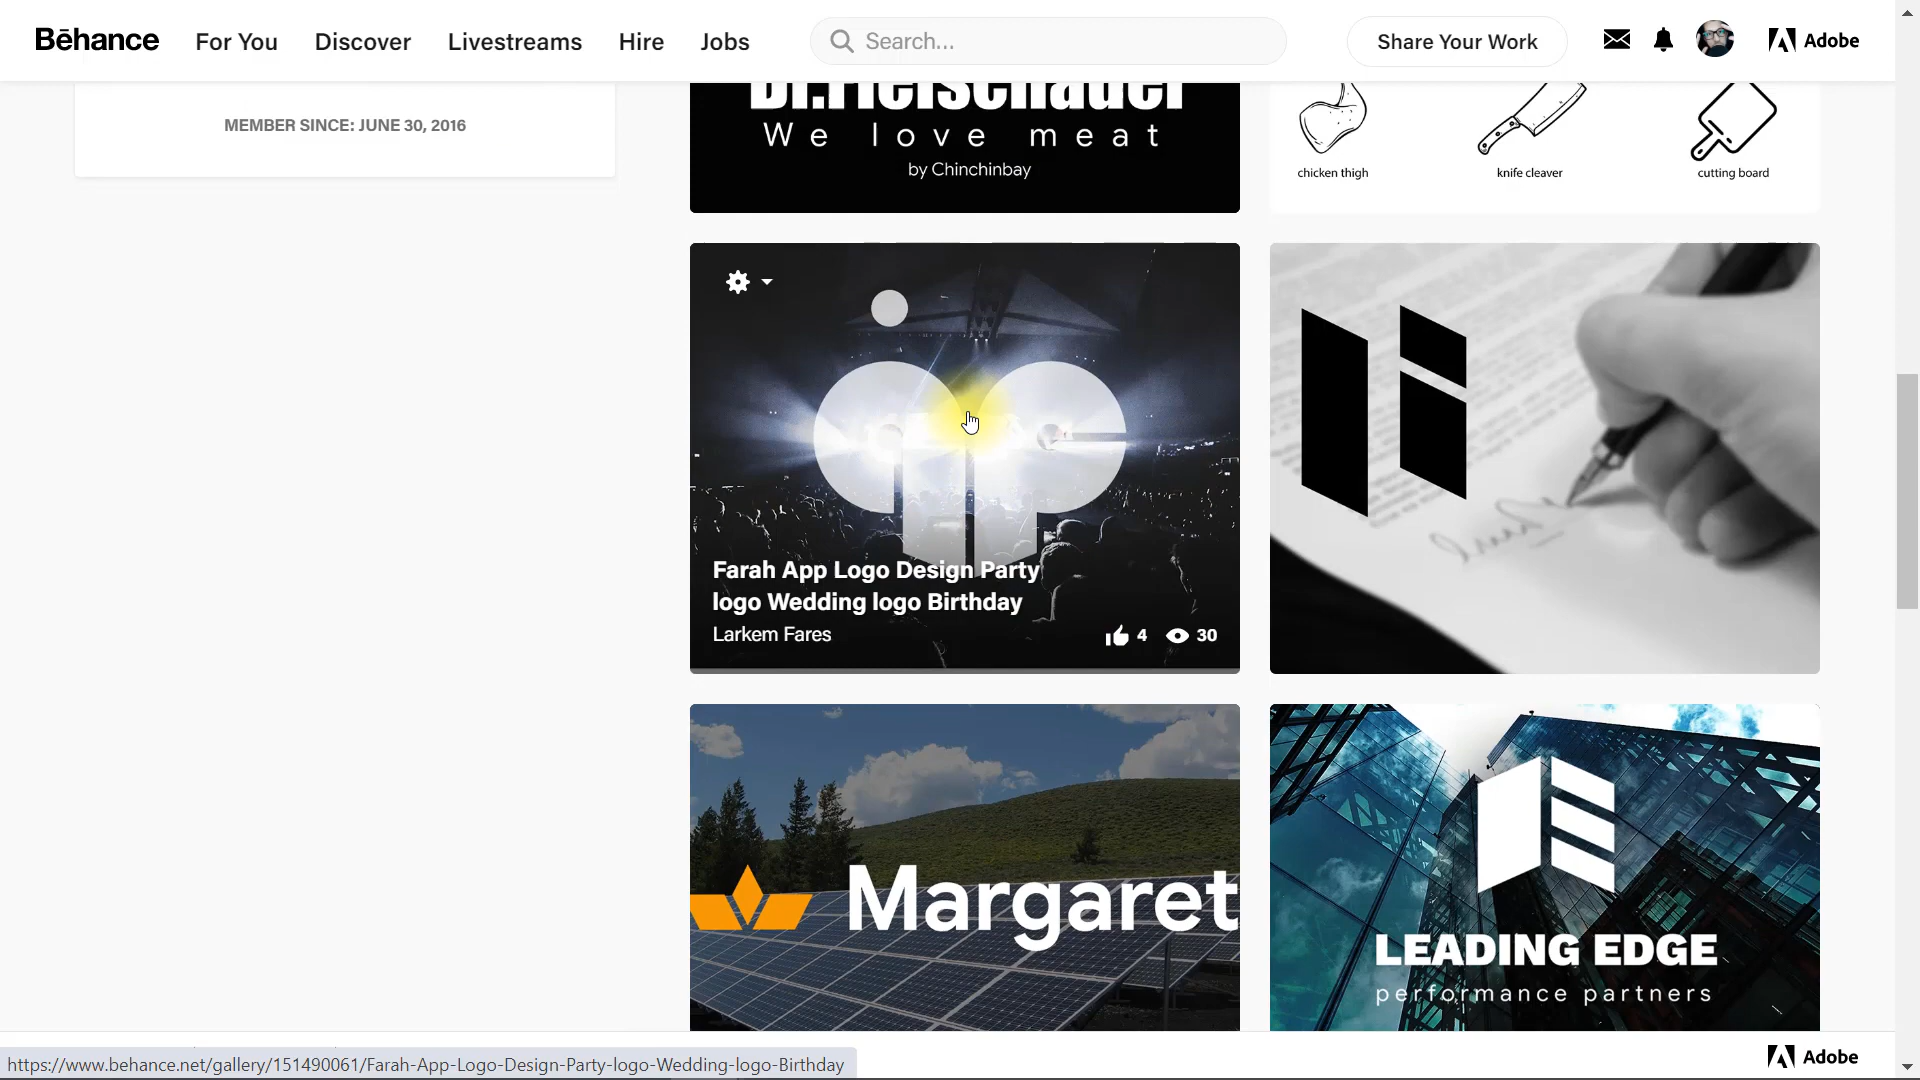 Bēhance
For You
Discover
Livestreams
Hire
Jobs
Search...
Share Your Work
Adobe
MEMBER SINCE: JUNE 30, 2016
We love meat
by Chinchinbay
chicken thigh
knife cleaver
cutting board
Farah App Logo Design Party
logo Wedding logo Birthday
Larkem Fares
4
30
Margaret
LEADING EDGE
performance partners
https://www.behance.net/gallery/151490061/Farah-App-Logo-Design-Party-logo-Wedding-logo-Birthday
Adobe